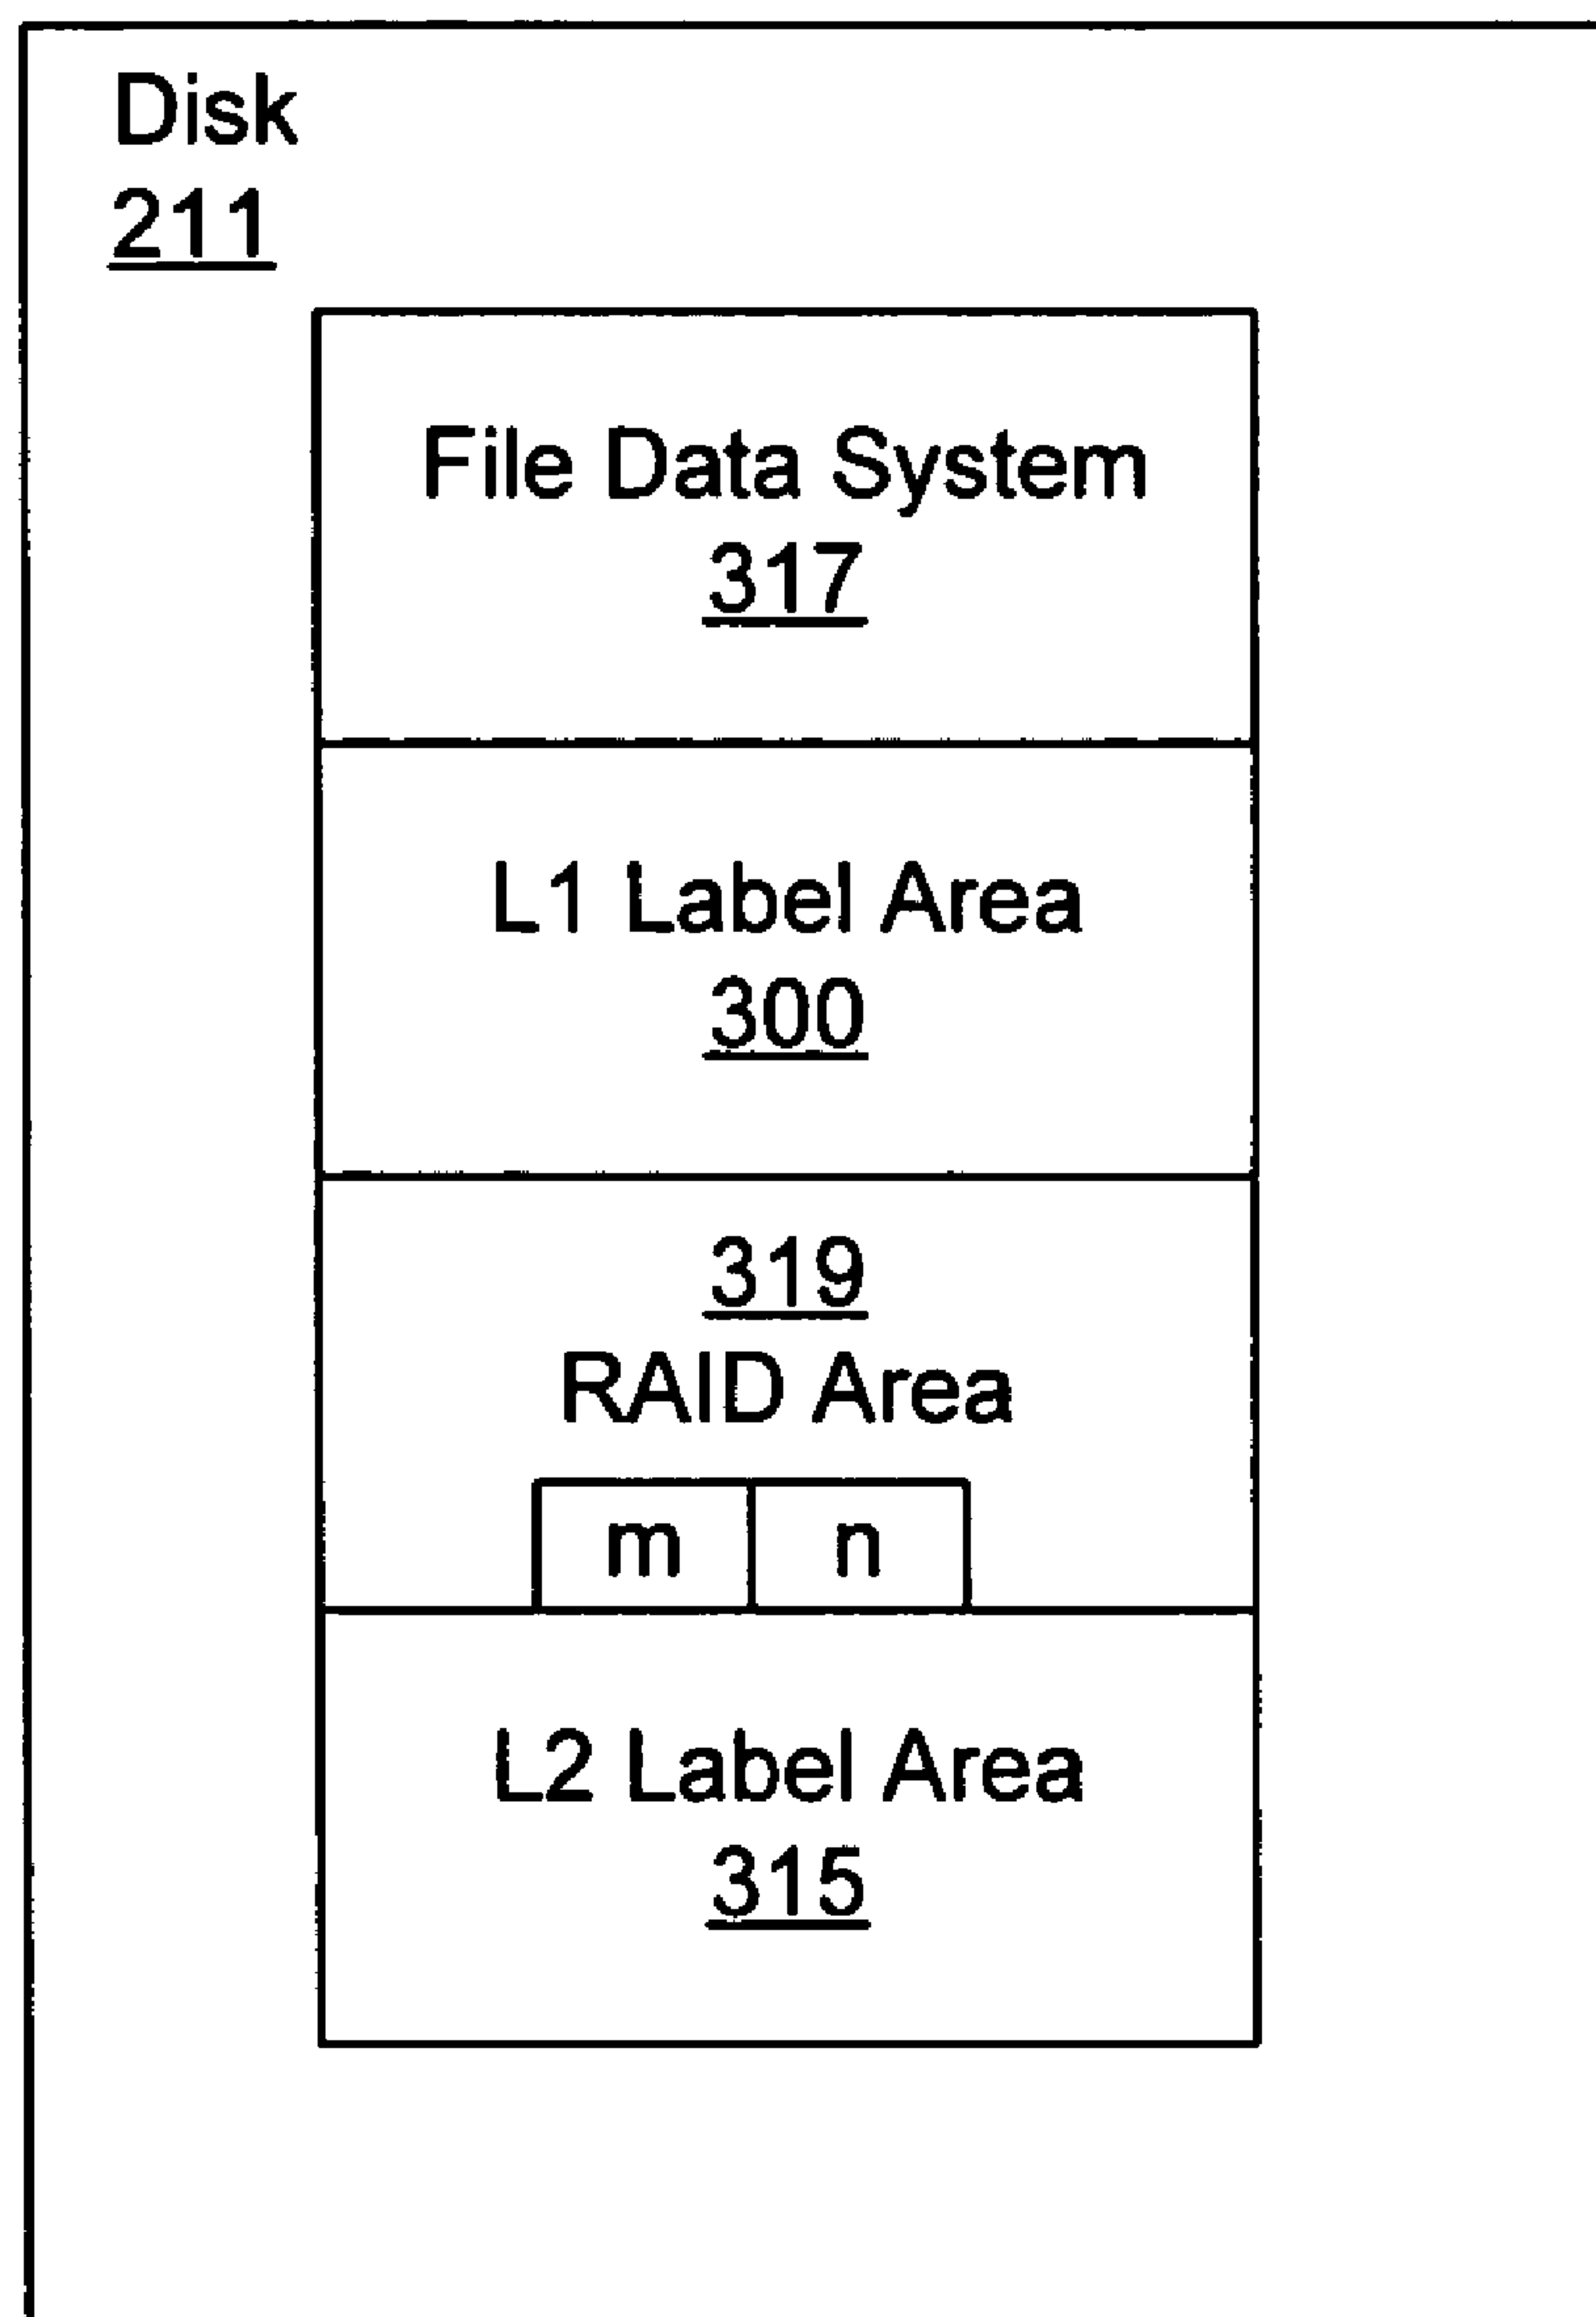 Disk
211
File Data System
317
L1 Label Area
300
319
RAID Area
m n
L2 Label Area
315